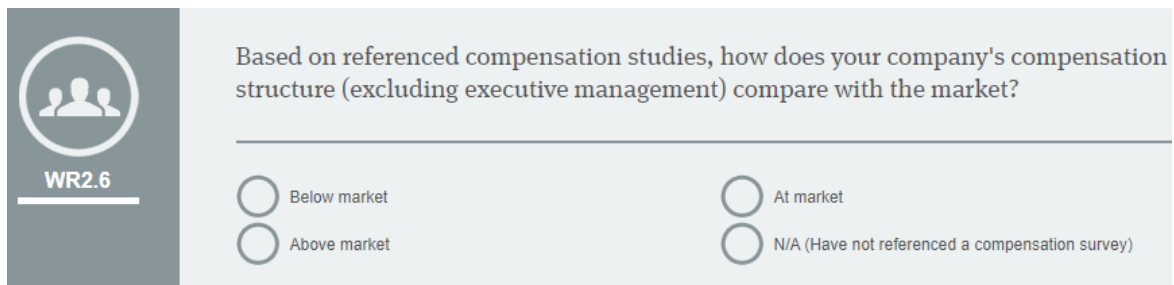 Based on referenced compensation studies, how does your company's compensation
structure (excluding executive management) compare with the market?
WR2.6
Below market
At market
Above market
N/A (Have not referenced a compensation survey)